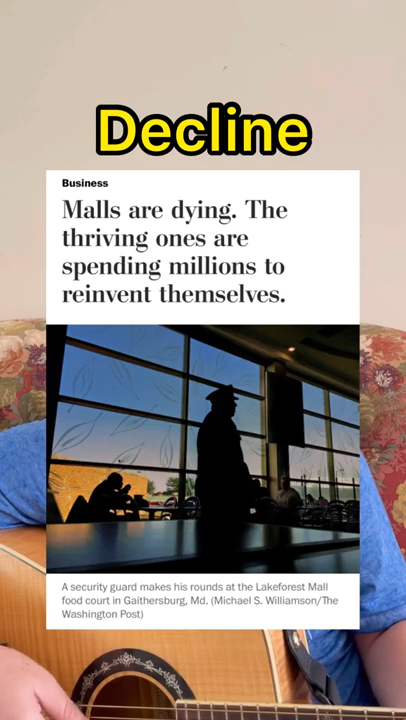 Decline
Business
Malls are dying. The
thriving ones are
spending millions to
reinvent themselves.
A security guard makes his rounds at the Lakeforest Mall
food court in Gaithersburg, Md. (Michael S. Williamson/The
Washington Post)